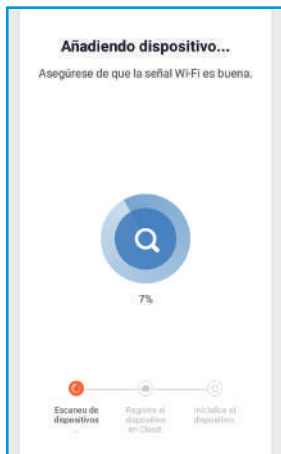 Añadiendo dispositivo...
Asegúrese de que la señal Wi-Fi es buena.
7%
Escaneo de
dispositivos
Registre el
dispositivo
en Cloud.
Inicialice el
dispositivo.